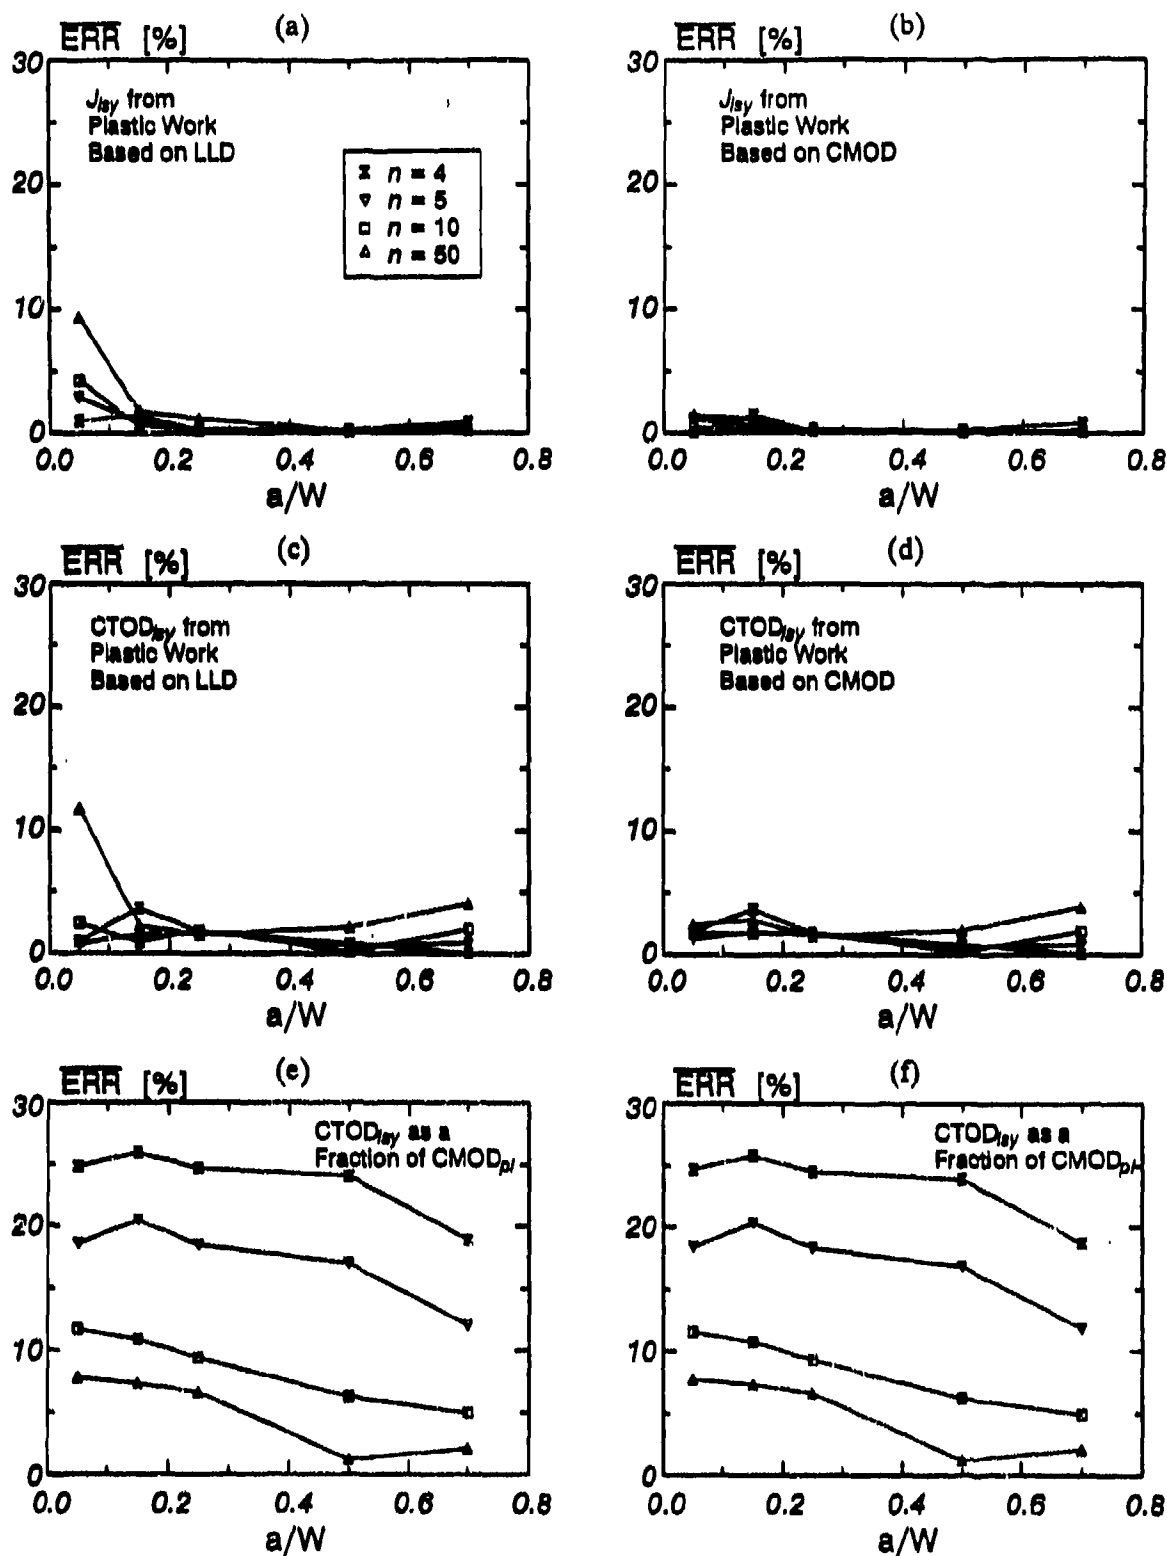 (a)
ERR [%]
30
20
10
0
J_lsy from
Plastic Work
Based on LLD
n = 4
n = 5
n = 10
n = 50
0.0 0.2 0.4 0.6 0.8
a/W
(b)
ERR [%]
30
20
10
0
J_lsy from
Plastic Work
Based on CMOD
0.0 0.2 0.4 0.6 0.8
a/W
(c)
ERR [%]
30
20
10
0
CTOD_lsy from
Plastic Work
Based on LLD
0.0 0.2 0.4 0.6 0.8
a/W
(d)
ERR [%]
30
20
10
0
CTOD_lsy from
Plastic Work
Based on CMOD
0.0 0.2 0.4 0.6 0.8
a/W
(e)
ERR [%]
30
20
10
0
CTOD_lsy as a
Fraction of CMOD_pl
0.0 0.2 0.4 0.6 0.8
a/W
(f)
ERR [%]
30
20
10
0
CTOD_lsy as a
Fraction of CMOD_pl
0.0 0.2 0.4 0.6 0.8
a/W